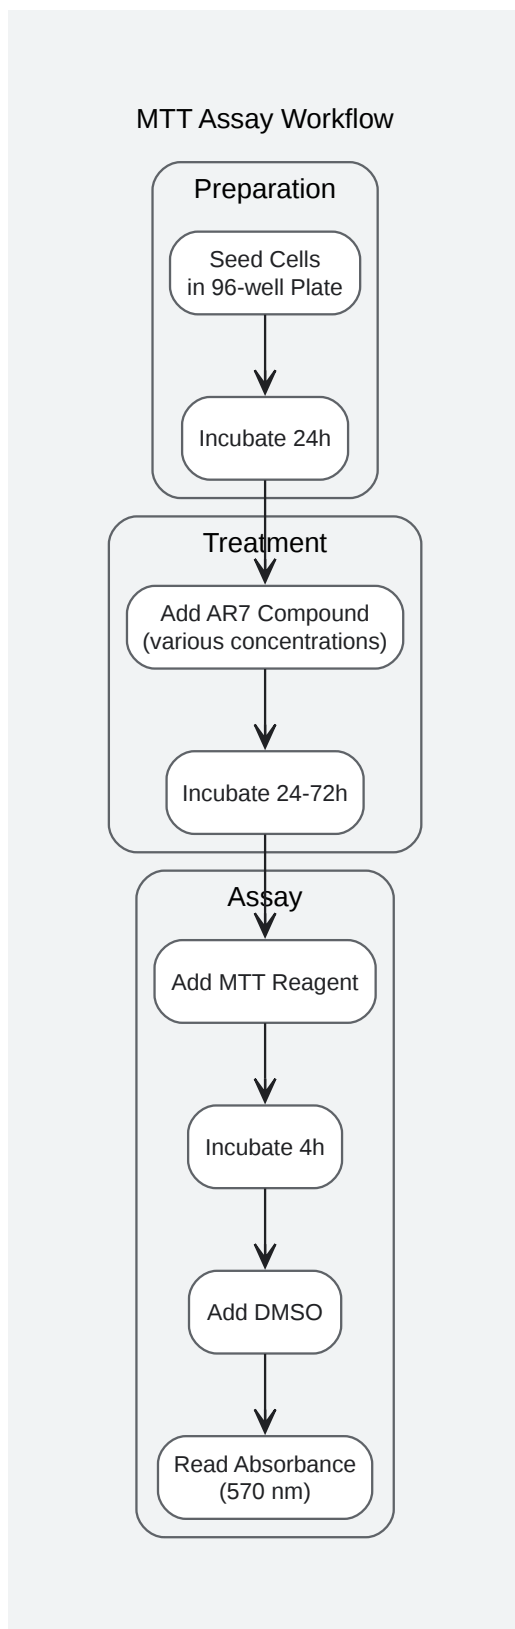 MTT Assay Workflow
Preparation
Seed Cells
in 96-well Plate
Incubate 24h
Treatment
Add AR7 Compound
(various concentrations)
Incubate 24-72h
Assay
Add MTT Reagent
Incubate 4h
Add DMSO
Read Absorbance
(570 nm)